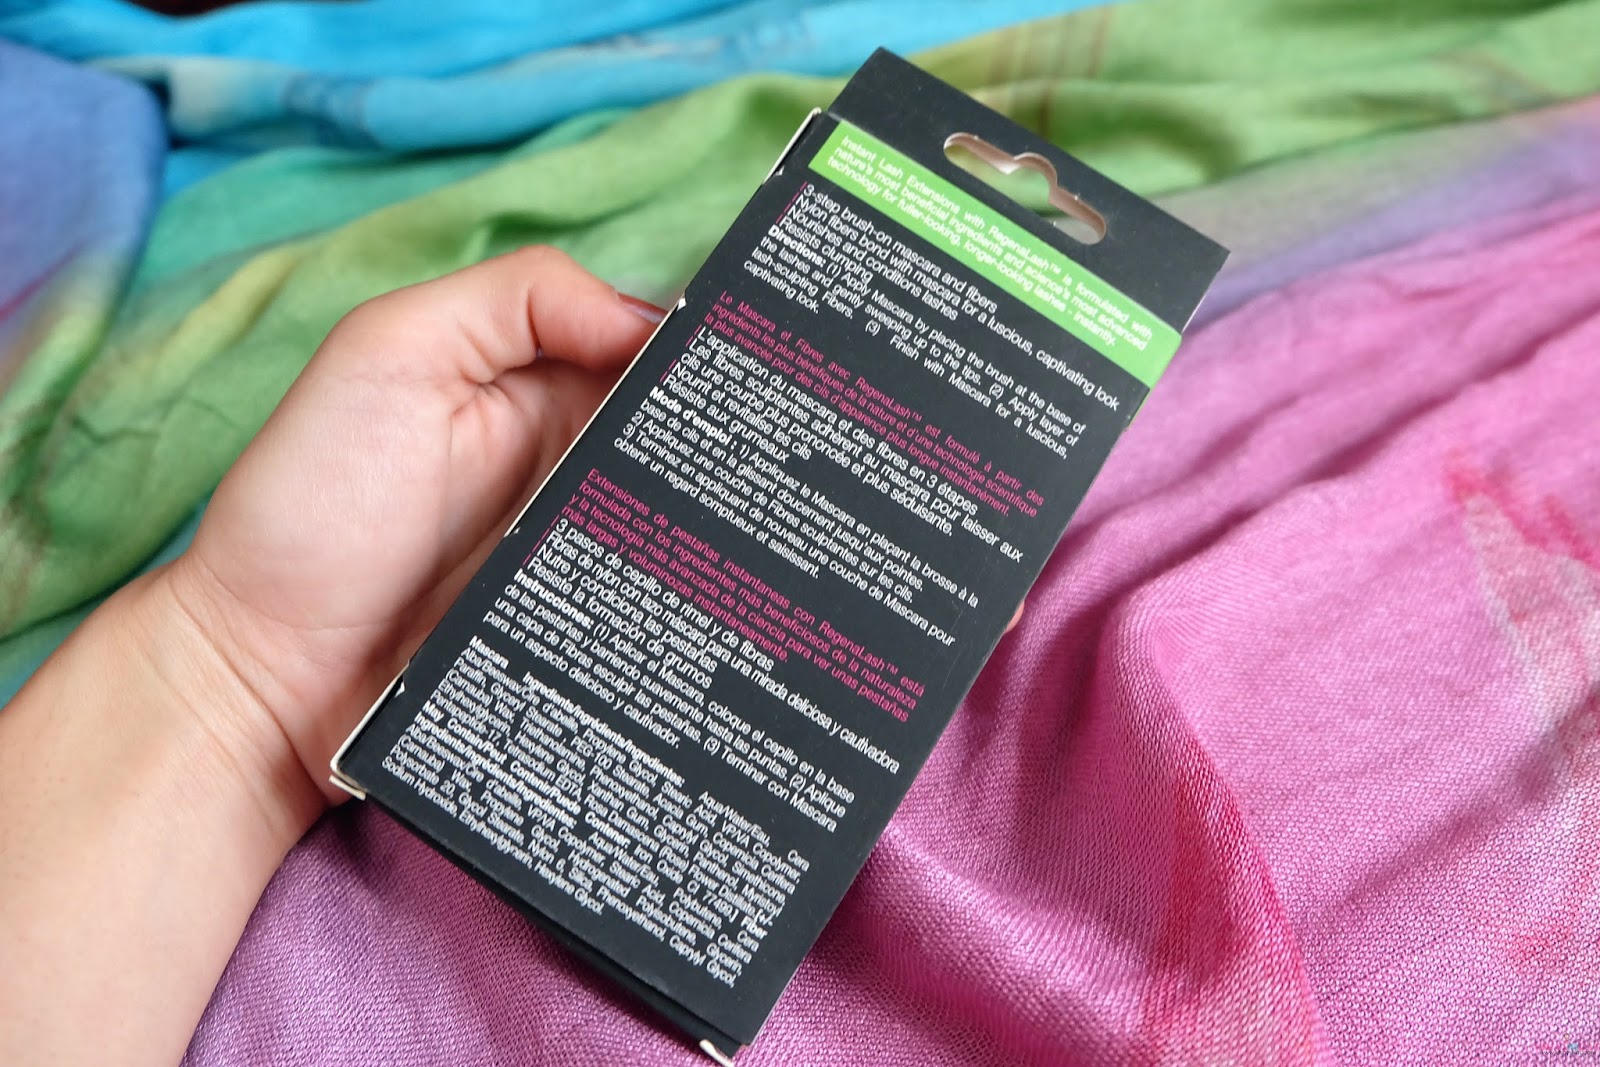 Instant Lash Extensions with RegenaLash™ is formulated with
nature's most beneficial ingredients and science's most advanced
technology for fuller-looking, longer-looking lashes - instantly.
3-step brush-on mascara and fibers
Nylon fibers bond with mascara for a luscious, captivating look
Nourishes and conditions lashes
Resists clumping
Directions: (1) Apply Mascara by placing the brush at the base of
the lashes and gently sweeping up to the tips. (2) Apply layer of
lash-sculpting Fibers. (3) Finish with Mascara for a luscious,
captivating look.
Le Mascara et Fibres avec RegenaLash™ est formulé à partir des
ingrédients les plus bénéfiques de la nature et d'une technologie scientifique
la plus avancée pour des cils d'apparence plus longue instantanément.
L'application du mascara et des fibres en 3 étapes
Les fibres sculptantes adhèrent au mascara pour laisser aux
cils une courbe plus prononcée et plus séduisante.
Nourrit et revitalise les cils
Résiste aux grumeaux
Mode d'emploi : 1) Appliquez le Mascara en plaçant la brosse à la
base de cils et en la glissant doucement jusqu'aux pointes.
2) Appliquez une couche de Fibres sculptantes sur les cils.
3) Terminez en appliquant de nouveau une couche de Mascara pour
obtenir un regard somptueux et saisissant.
Extensiones de pestañas instantaneas con RegenaLash™ está
formulada con los ingredientes más beneficiosos de la naturaleza
y la tecnología más avanzada de la ciencia para ver unas pestañas
más largas y voluminozas instantaneamente.
3 pasos de cepillo de rimel y de fibras
Fibras de nylon con lazo máscara para una mirada deliciosa y cautivadora
Nutre y condiciona las pestañas
Resiste la formación de grumos
Instrucciones: (1) Aplicar el Mascara, coloque el cepillo en la base
de las pestañas y barriendo suavemente hasta las puntas. (2) Aplique
una capa de Fibras esculpir las pestañas. (3) Terminar con Mascara
para un aspecto delicioso y cautivador.
Mascara Ingredients/Ingrédients/Ingredientes: Aqua/Water/Eau, Cera